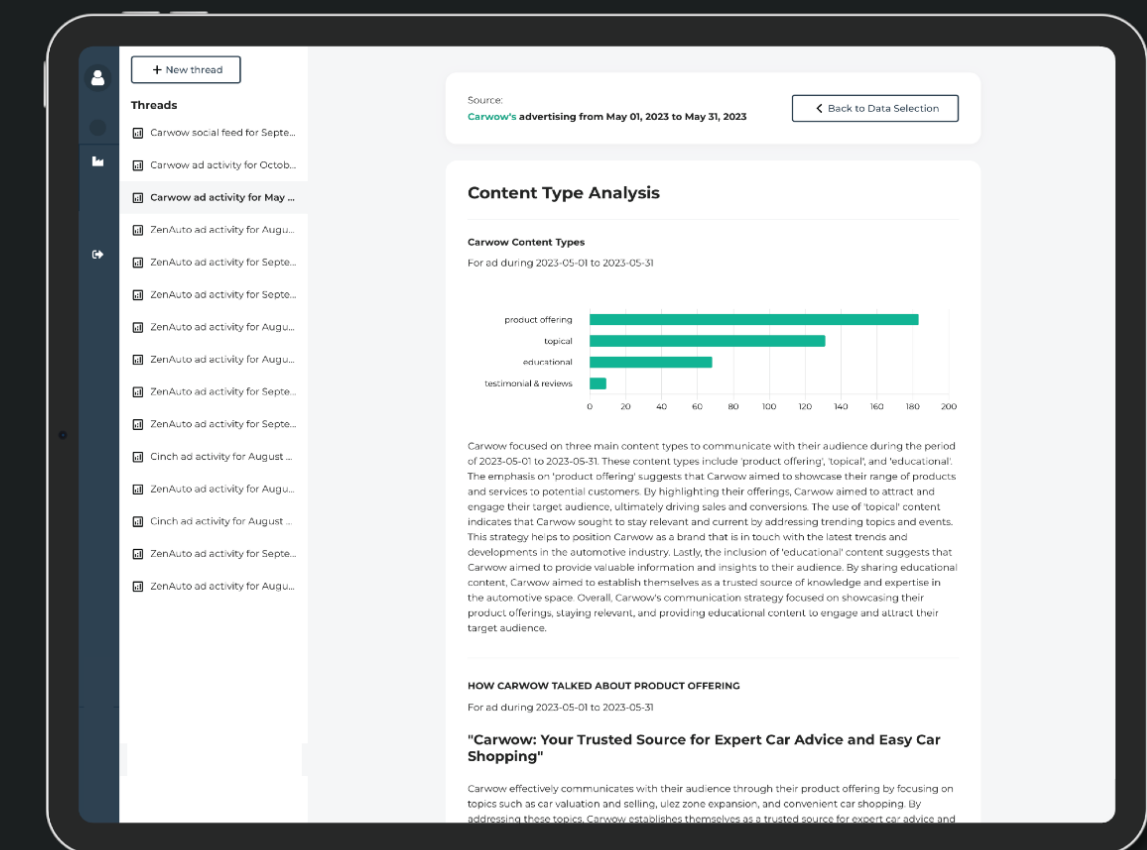 + New thread
Threads
Carwow social feed for Septe...
Carwow ad activity for Octob...
Carwow ad activity for May ...
ZenAuto ad activity for Augu...
ZenAuto ad activity for Septe...
ZenAuto ad activity for Septe...
ZenAuto ad activity for Augu...
ZenAuto ad activity for Augu...
ZenAuto ad activity for Septe...
ZenAuto ad activity for Septe...
Cinch ad activity for August ...
ZenAuto ad activity for Augu...
Cinch ad activity for August ...
ZenAuto ad activity for Septe...
ZenAuto ad activity for Augu...
Source:
Carwow's advertising from May 01, 2023 to May 31, 2023
Back to Data Selection
Content Type Analysis
Carwow Content Types
For ad during 2023-05-01 to 2023-05-31
product offering
topical
educational
testimonial & reviews
0 20 40 60 80 100 120 140 160 180 200
Carwow focused on three main content types to communicate with their audience during the period
of 2023-05-01 to 2023-05-31. These content types include 'product offering', 'topical', and 'educational'.
The emphasis on 'product offering' suggests that Carwow aimed to showcase their range of products
and services to potential customers. By highlighting their offerings, Carwow aimed to attract and
engage their target audience, ultimately driving sales and conversions. The use of 'topical' content
indicates that Carwow sought to stay relevant and current by addressing trending topics and events.
This strategy helps to position Carwow as a brand that is in touch with the latest trends and
developments in the automotive industry. Lastly, the inclusion of 'educational' content suggests that
Carwow aimed to provide valuable information and insights to their audience. By sharing educational
content, Carwow aimed to establish themselves as a trusted source of knowledge and expertise in
the automotive space. Overall, Carwow's communication strategy focused on showcasing their
product offerings, staying relevant, and providing educational content to engage and attract their
target audience.
HOW CARWOW TALKED ABOUT PRODUCT OFFERING
For ad during 2023-05-01 to 2023-05-31
"Carwow: Your Trusted Source for Expert Car Advice and Easy Car
Shopping"
Carwow effectively communicates with their audience through their product offering by focusing on
topics such as car valuation and selling, ulez zone expansion, and convenient car shopping. By
addressing these topics, Carwow establishes themselves as a trusted source for expert car advice and